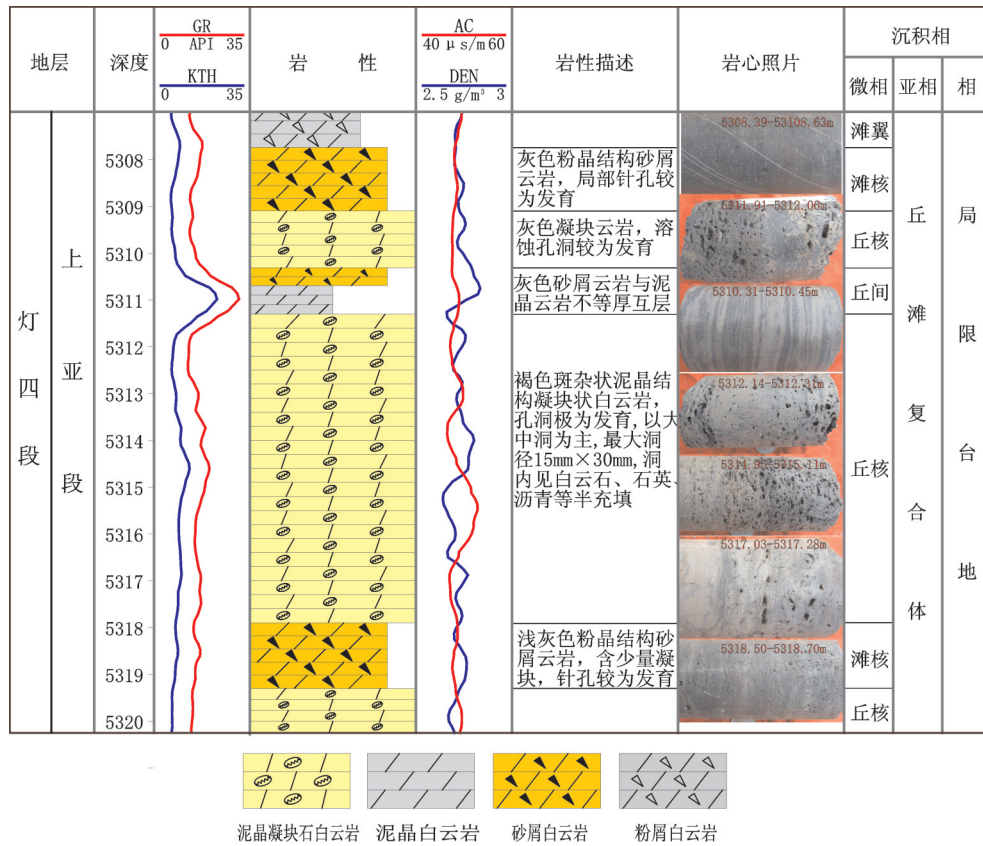 地层
深度
GR
0 API 35
KTH
0 35
岩 性
AC
40 μs/m 60
DEN
2.5 g/m³ 3
岩性描述
岩心照片
沉积相
微相 亚相 相
灯四段
上亚段
5308
5309
5310
5311
5312
5313
5314
5315
5316
5317
5318
5319
5320
灰色粉晶结构砂屑
云岩，局部针孔较
为发育
灰色凝块云岩，溶
蚀孔洞较为发育
灰色砂屑云岩与泥
晶云岩不等厚互层
褐色斑杂状泥晶结
构凝块状白云岩，
孔洞极为发育，以大
中洞为主，最大洞
径15mm×30mm，洞
内见白云石、石英、
沥青等半充填
浅灰色粉晶结构砂
屑云岩，含少量凝
块，针孔较为发育
5308.39-53108.63m
5311.91-5312.06m
5310.31-5310.45m
5312.14-5312.31m
5314.95-5315.11m
5317.03-5317.28m
5318.50-5318.70m
滩翼
滩核
丘核
丘间
丘核
滩核
丘核
丘滩复合体
局限台地
泥晶凝块石白云岩
泥晶白云岩
砂屑白云岩
粉屑白云岩